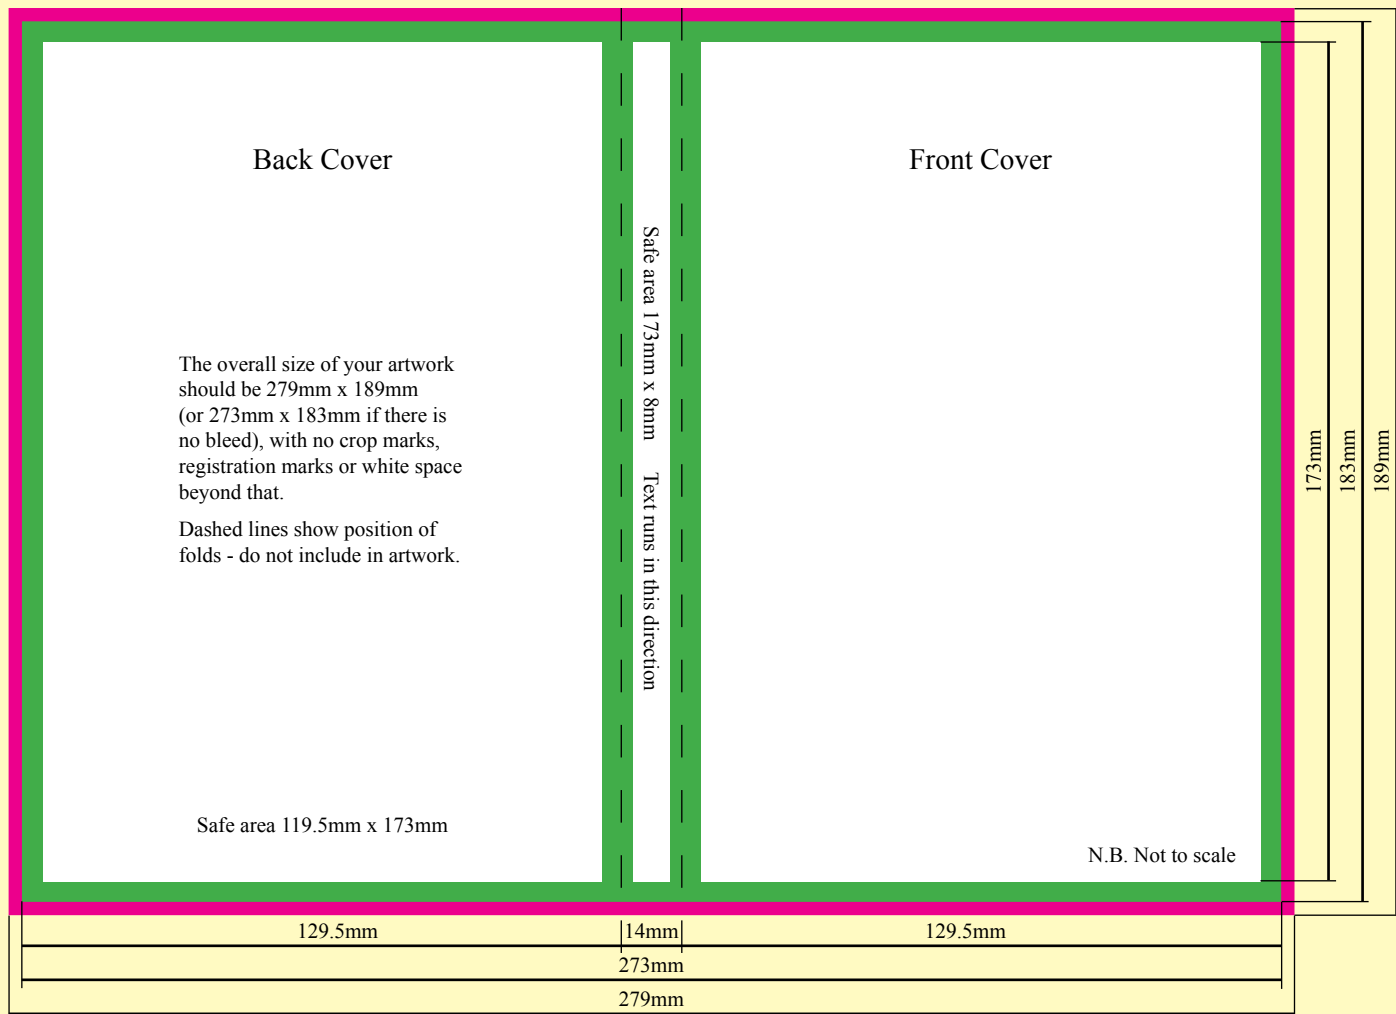 Back Cover
Front Cover
Safe area 173mm x 8mm Text runs in this direction
The overall size of your artwork
should be 279mm x 189mm
(or 273mm x 183mm if there is
no bleed), with no crop marks,
registration marks or white space
beyond that.
Dashed lines show position of
folds - do not include in artwork.
Safe area 119.5mm x 173mm
N.B. Not to scale
173mm
183mm
189mm
129.5mm
14mm
129.5mm
273mm
279mm